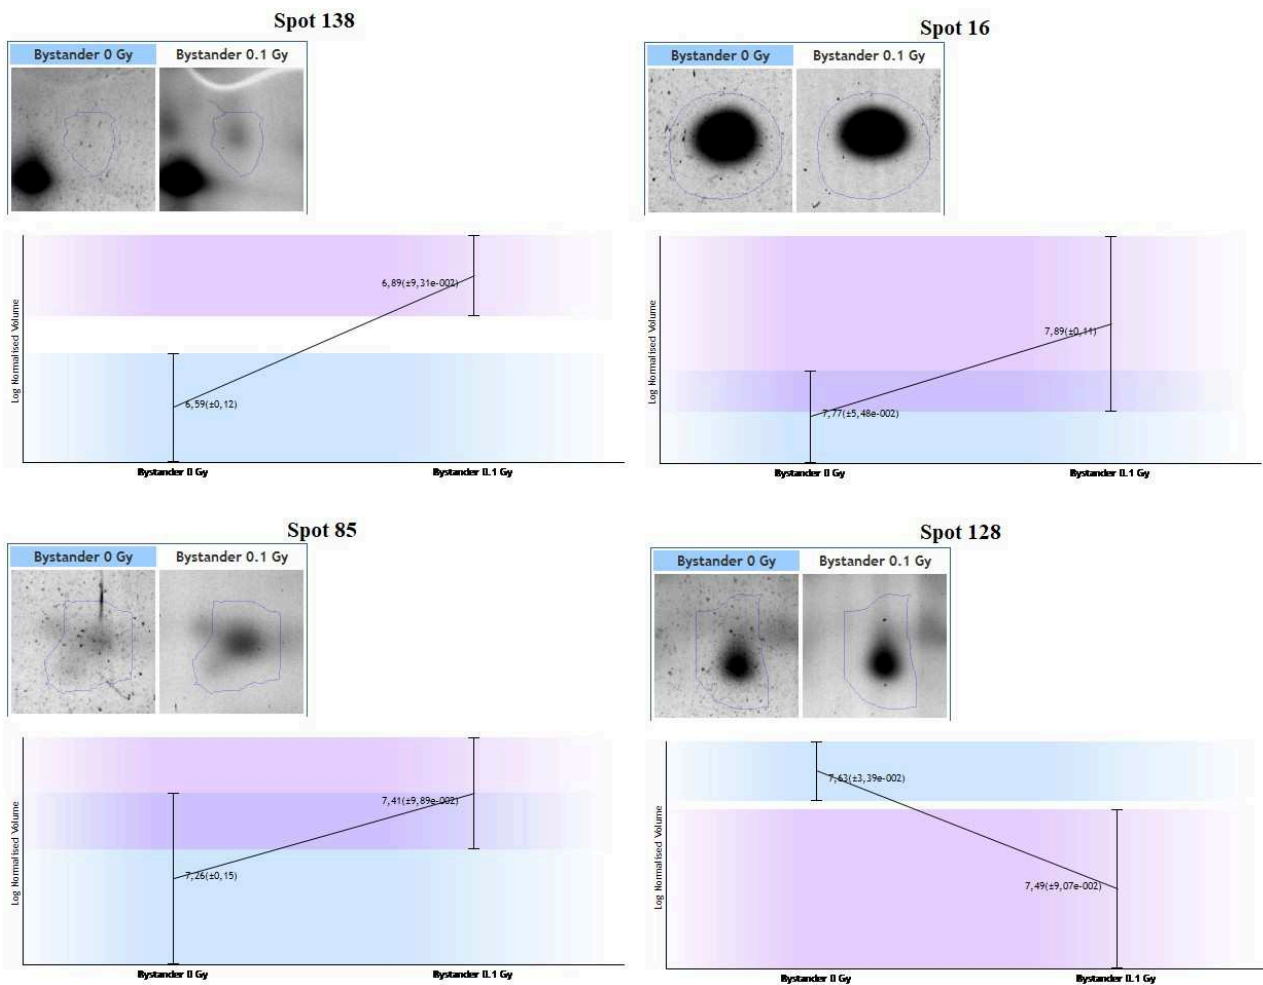 Spot 138
Bystander 0 Gy Bystander 0.1 Gy
Log Normalised Volume
6,89(±9,31e-002)
6,59(±0,12)
Bystander 0 Gy Bystander 0.1 Gy
Spot 16
Bystander 0 Gy Bystander 0.1 Gy
Log Normalised Volume
7,89(±0,11)
7,77(±5,48e-002)
Bystander 0 Gy Bystander 0.1 Gy
Spot 85
Bystander 0 Gy Bystander 0.1 Gy
Log Normalised Volume
7,41(±9,89e-002)
7,26(±0,15)
Bystander 0 Gy Bystander 0.1 Gy
Spot 128
Bystander 0 Gy Bystander 0.1 Gy
Log Normalised Volume
7,63(±3,39e-002)
7,49(±9,07e-002)
Bystander 0 Gy Bystander 0.1 Gy